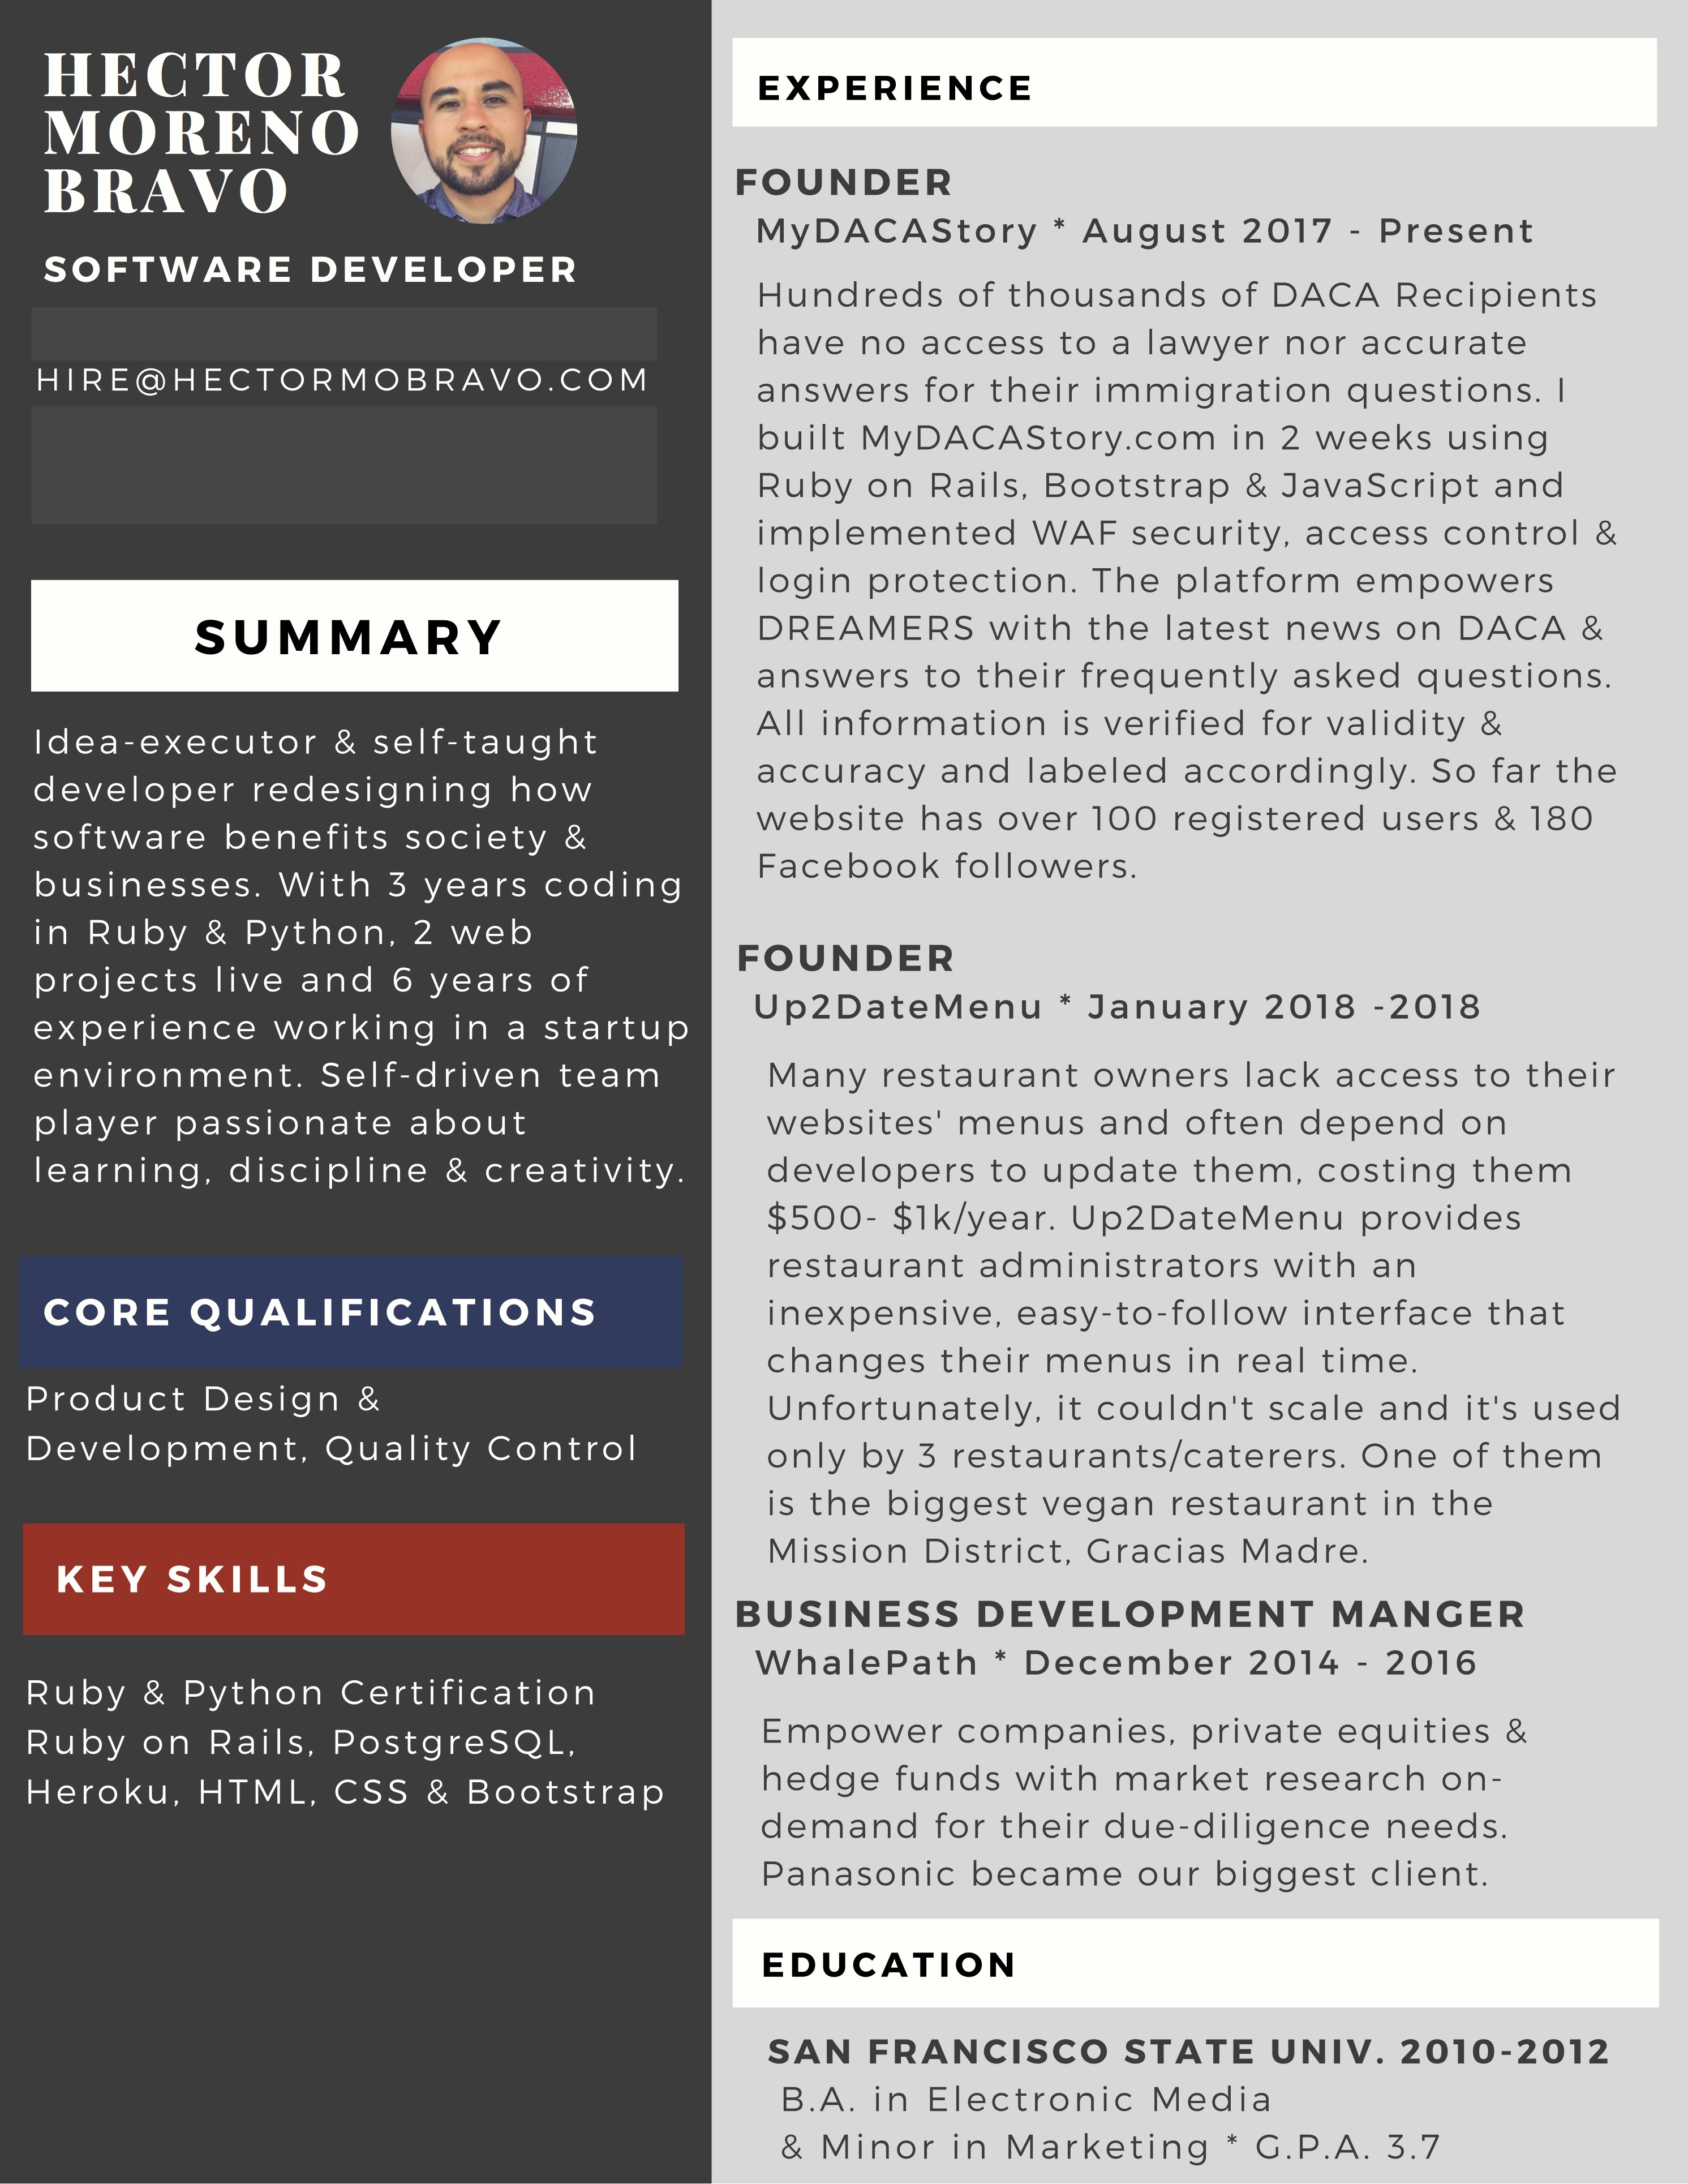 HECTOR
MORENO
BRAVO
SOFTWARE DEVELOPER
HIRE@HECTORMOBRAVO.COM
SUMMARY
Idea-executor & self-taught
developer redesigning how
software benefits society &
businesses. With 3 years coding
in Ruby & Python, 2 web
projects live and 6 years of
experience working in a startup
environment. Self-driven team
player passionate about
learning, discipline & creativity.
CORE QUALIFICATIONS
Product Design &
Development, Quality Control
KEY SKILLS
Ruby & Python Certification
Ruby on Rails, PostgreSQL,
Heroku, HTML, CSS & Bootstrap
EXPERIENCE
FOUNDER
MyDACAStory * August 2017 - Present
Hundreds of thousands of DACA Recipients
have no access to a lawyer nor accurate
answers for their immigration questions. I
built MyDACAStory.com in 2 weeks using
Ruby on Rails, Bootstrap & JavaScript and
implemented WAF security, access control &
login protection. The platform empowers
DREAMERS with the latest news on DACA &
answers to their frequently asked questions.
All information is verified for validity &
accuracy and labeled accordingly. So far the
website has over 100 registered users & 180
Facebook followers.
FOUNDER
Up2DateMenu * January 2018 -2018
Many restaurant owners lack access to their
websites' menus and often depend on
developers to update them, costing them
$500- $1k/year. Up2DateMenu provides
restaurant administrators with an
inexpensive, easy-to-follow interface that
changes their menus in real time.
Unfortunately, it couldn't scale and it's used
only by 3 restaurants/caterers. One of them
is the biggest vegan restaurant in the
Mission District, Gracias Madre.
BUSINESS DEVELOPMENT MANGER
WhalePath * December 2014 - 2016
Empower companies, private equities &
hedge funds with market research on-
demand for their due-diligence needs.
Panasonic became our biggest client.
EDUCATION
SAN FRANCISCO STATE UNIV. 2010-2012
B.A. in Electronic Media
& Minor in Marketing * G.P.A. 3.7